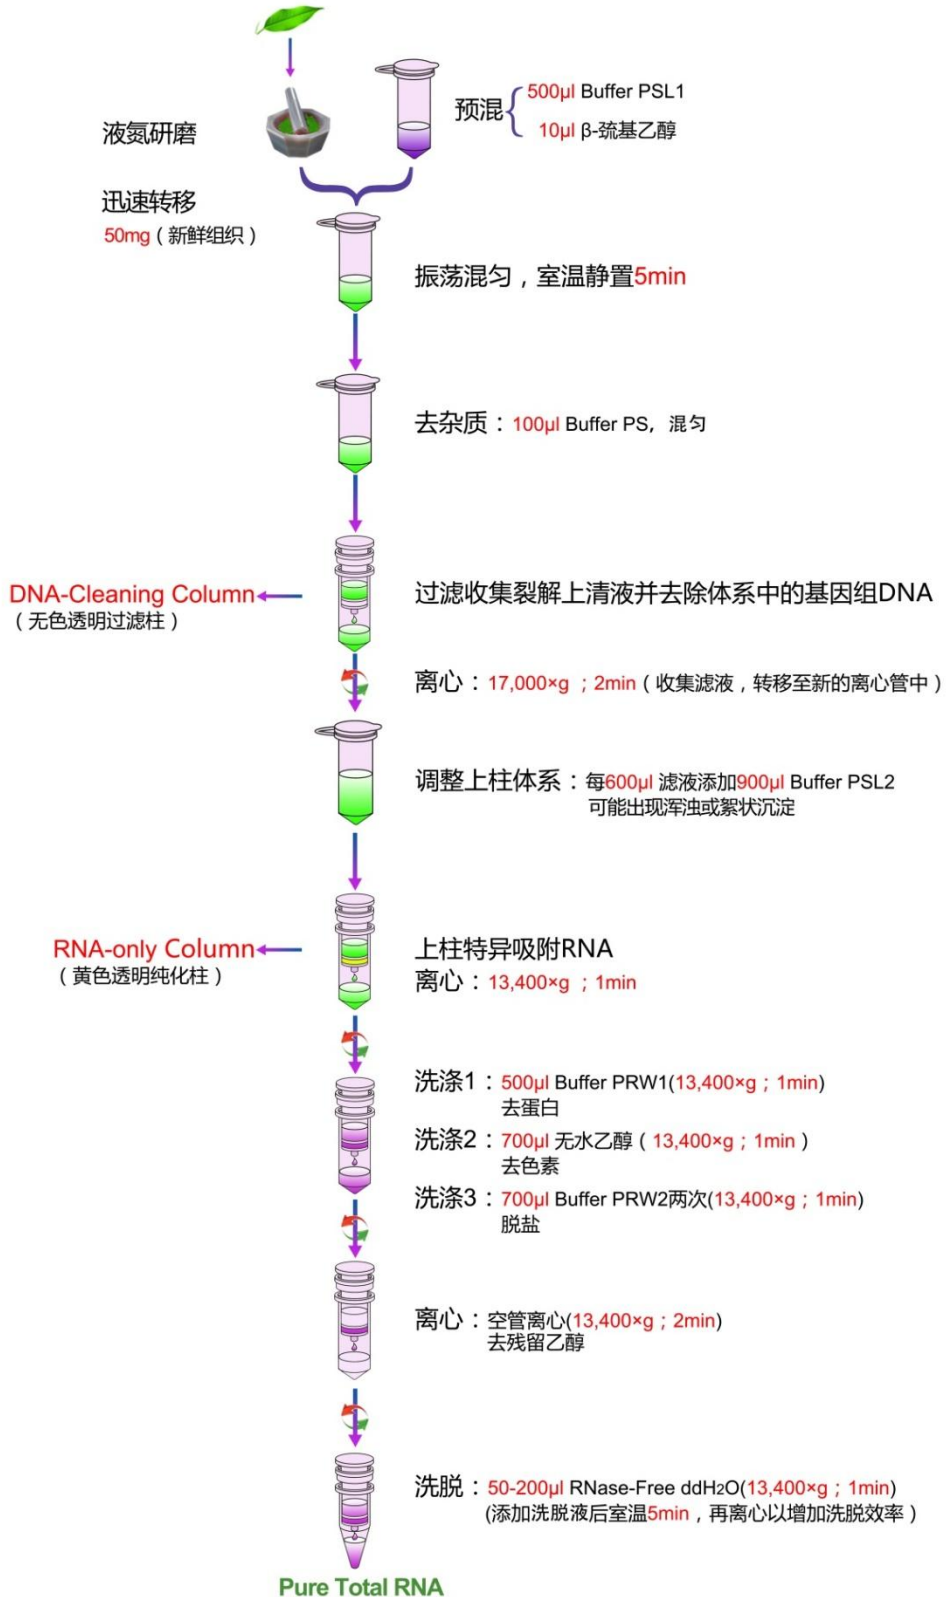 液氮研磨
预混
500µl Buffer PSL1
10µl β-巯基乙醇
迅速转移
50mg（新鲜组织）
振荡混匀，室温静置5min
去杂质：100µl Buffer PS，混匀
DNA-Cleaning Column
（无色透明过滤柱）
过滤收集裂解上清液并去除体系中的基因组DNA
离心：17,000×g ；2min（收集滤液，转移至新的离心管中）
调整上柱体系：每600µl 滤液添加900µl Buffer PSL2
可能出现浑浊或絮状沉淀
RNA-only Column
（黄色透明纯化柱）
上柱特异吸附RNA
离心：13,400×g ；1min
洗涤1：500µl Buffer PRW1(13,400×g；1min)
去蛋白
洗涤2：700µl 无水乙醇（13,400×g；1min）
去色素
洗涤3：700µl Buffer PRW2两次(13,400×g；1min)
脱盐
离心：空管离心(13,400×g；2min)
去残留乙醇
洗脱：50-200µl RNase-Free ddH2O(13,400×g；1min)
(添加洗脱液后室温5min，再离心以增加洗脱效率）
Pure Total RNA